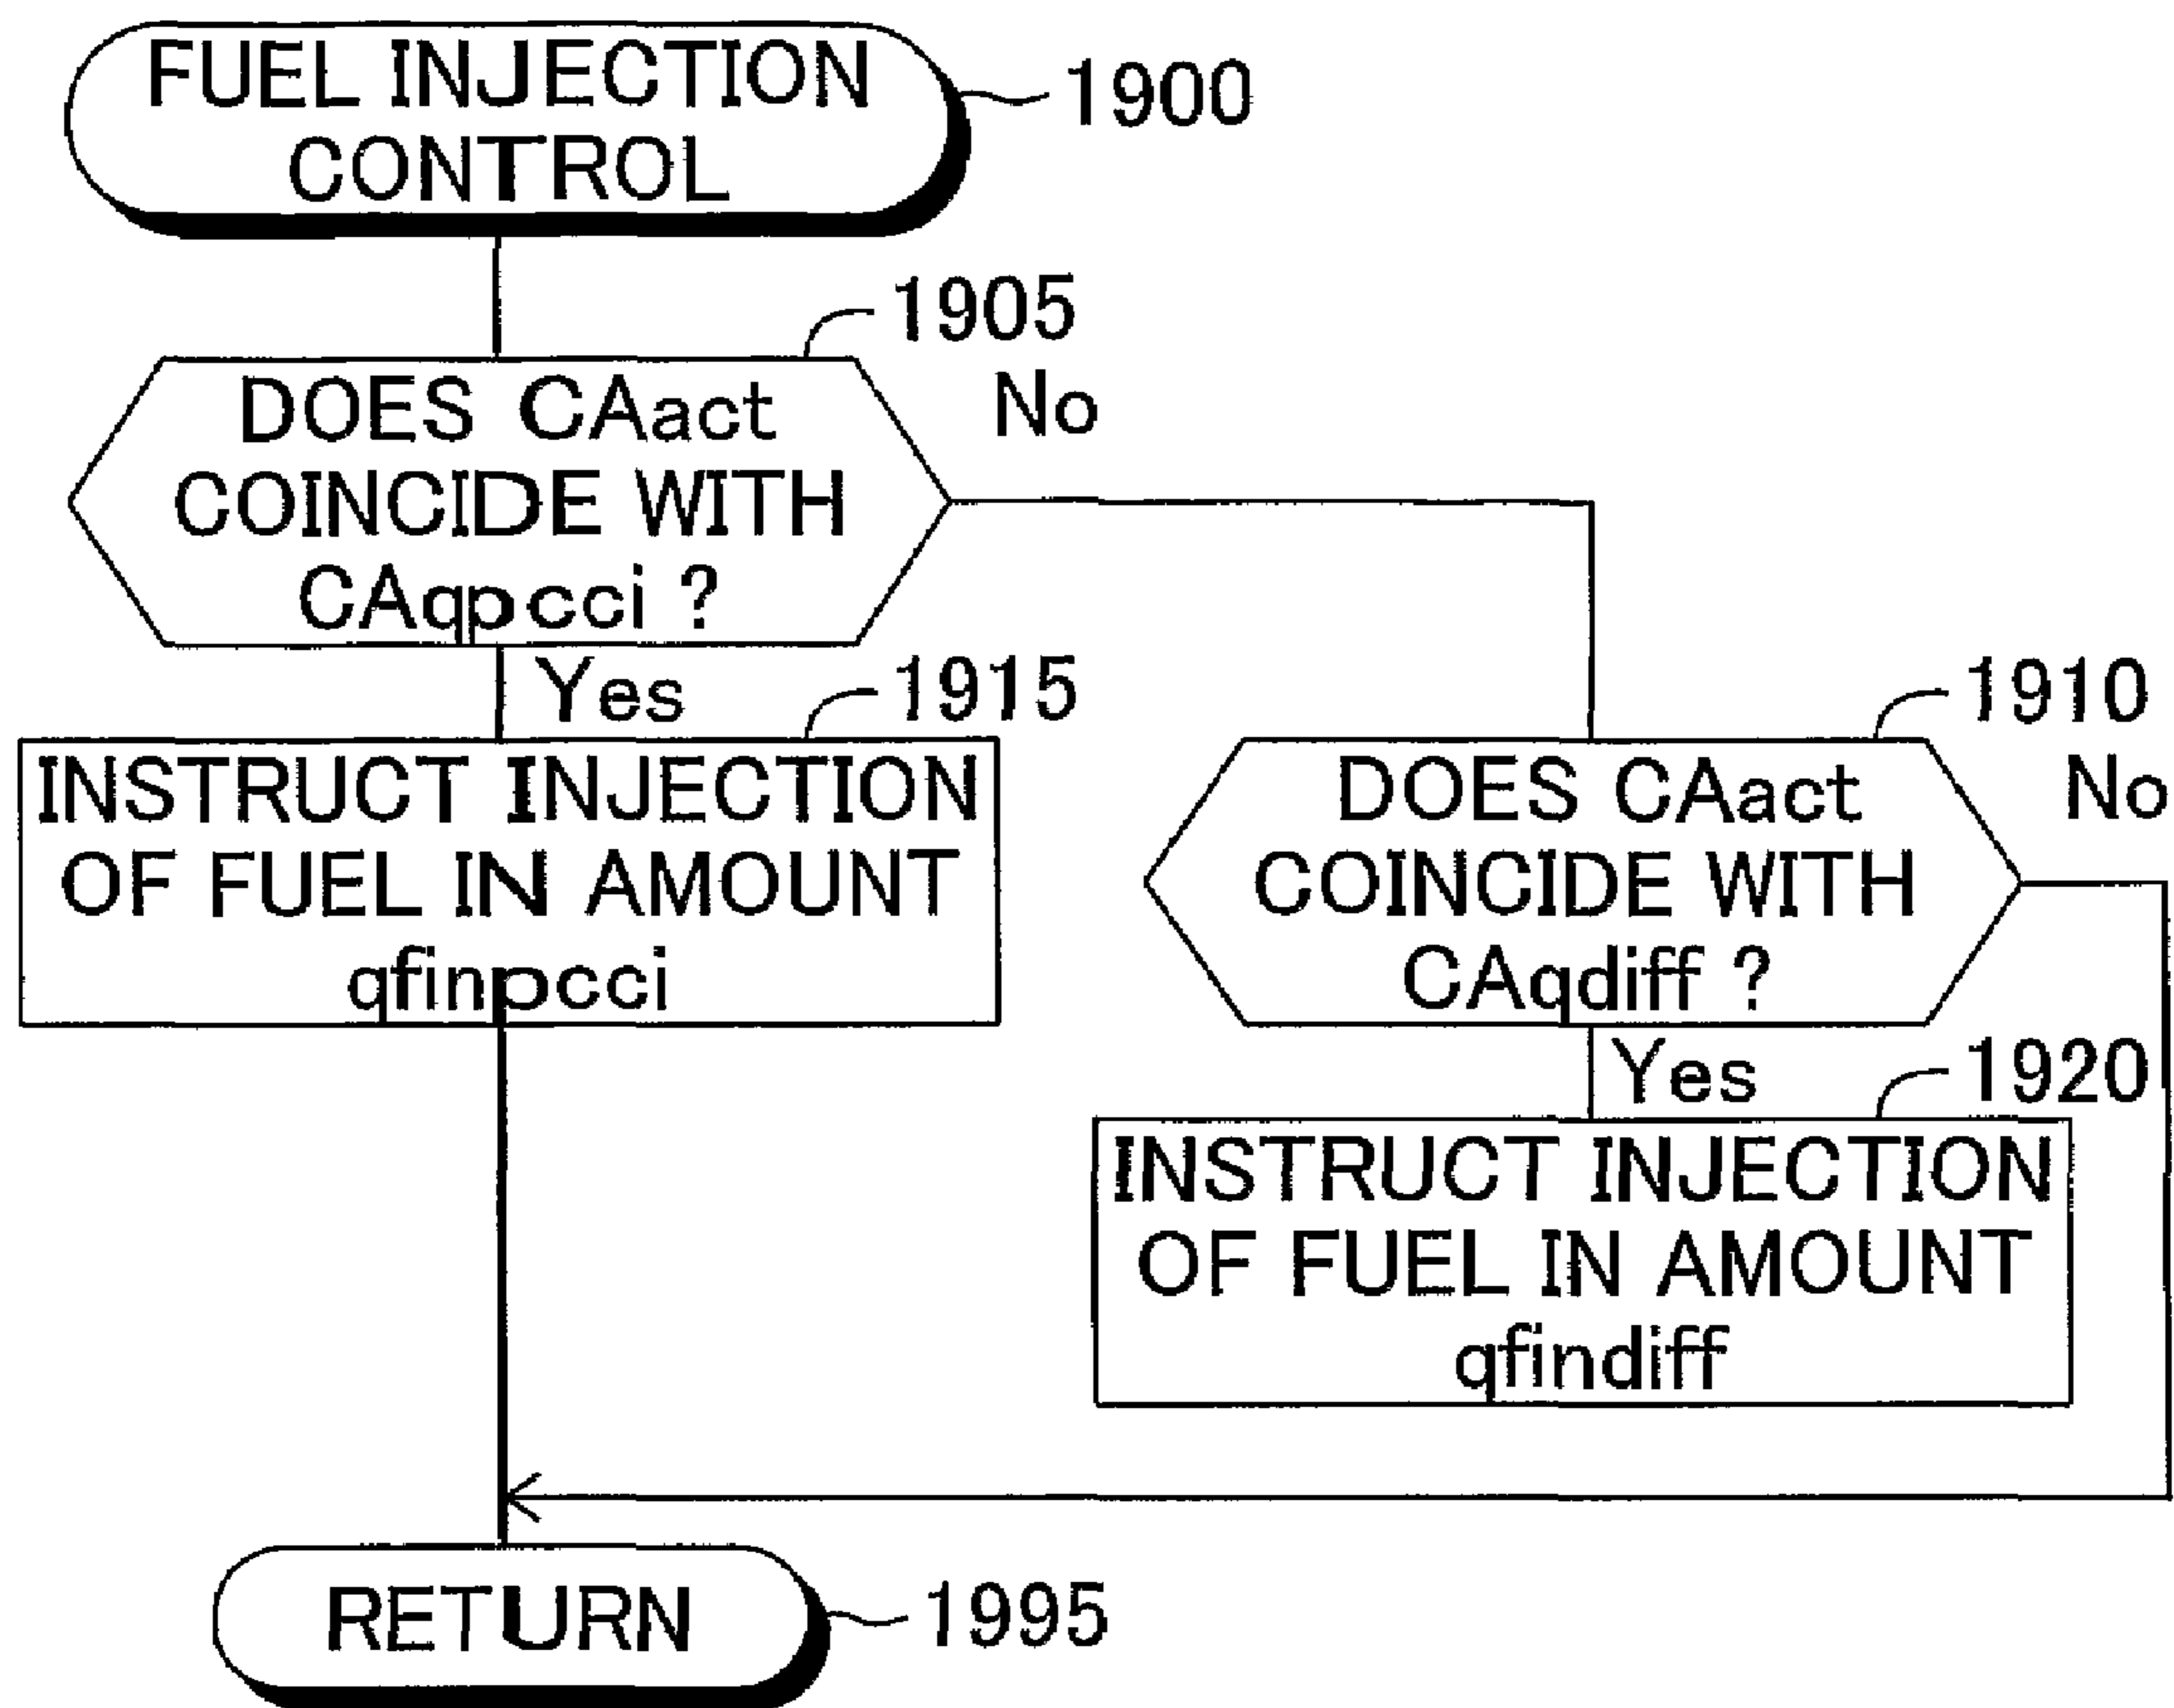 FUEL INJECTION
CONTROL
1900
1905
DOES CAact
COINCIDE WITH
CAqpcci ?
No
Yes
1915
INSTRUCT INJECTION
OF FUEL IN AMOUNT
qfinpcci
1910
DOES CAact
COINCIDE WITH
CAqdiff ?
No
Yes
1920
INSTRUCT INJECTION
OF FUEL IN AMOUNT
qfindiff
RETURN
1995